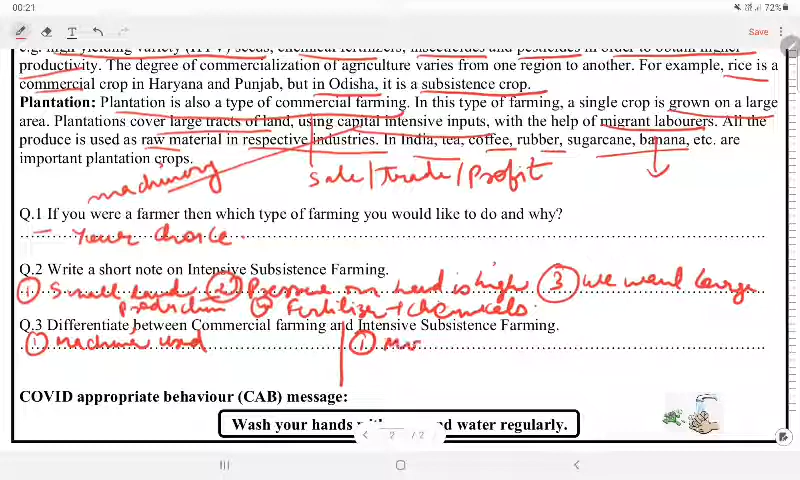 00:21
72%
Save
e.g. high yielding variety (HYV) seeds, chemical fertilizers, insecticides and pesticides in order to obtain higher
productivity. The degree of commercialization of agriculture varies from one region to another. For example, rice is a
commercial crop in Haryana and Punjab, but in Odisha, it is a subsistence crop.
Plantation: Plantation is also a type of commercial farming. In this type of farming, a single crop is grown on a large
area. Plantations cover large tracts of land, using capital intensive inputs, with the help of migrant labourers. All the
produce is used as raw material in respective industries. In India, tea, coffee, rubber, sugarcane, banana, etc. are
important plantation crops.
machinery
Sale/Trade/Profit
Q.1 If you were a farmer then which type of farming you would like to do and why?
– Your choice
Q.2 Write a short note on Intensive Subsistence Farming.
① Small land ② Pressure on land is high ③ We want large
production Fertilizer + chemicals
Q.3 Differentiate between Commercial farming and Intensive Subsistence Farming.
① Machine used ①
COVID appropriate behaviour (CAB) message:
Wash your hands nd water regularly.
2 / 2